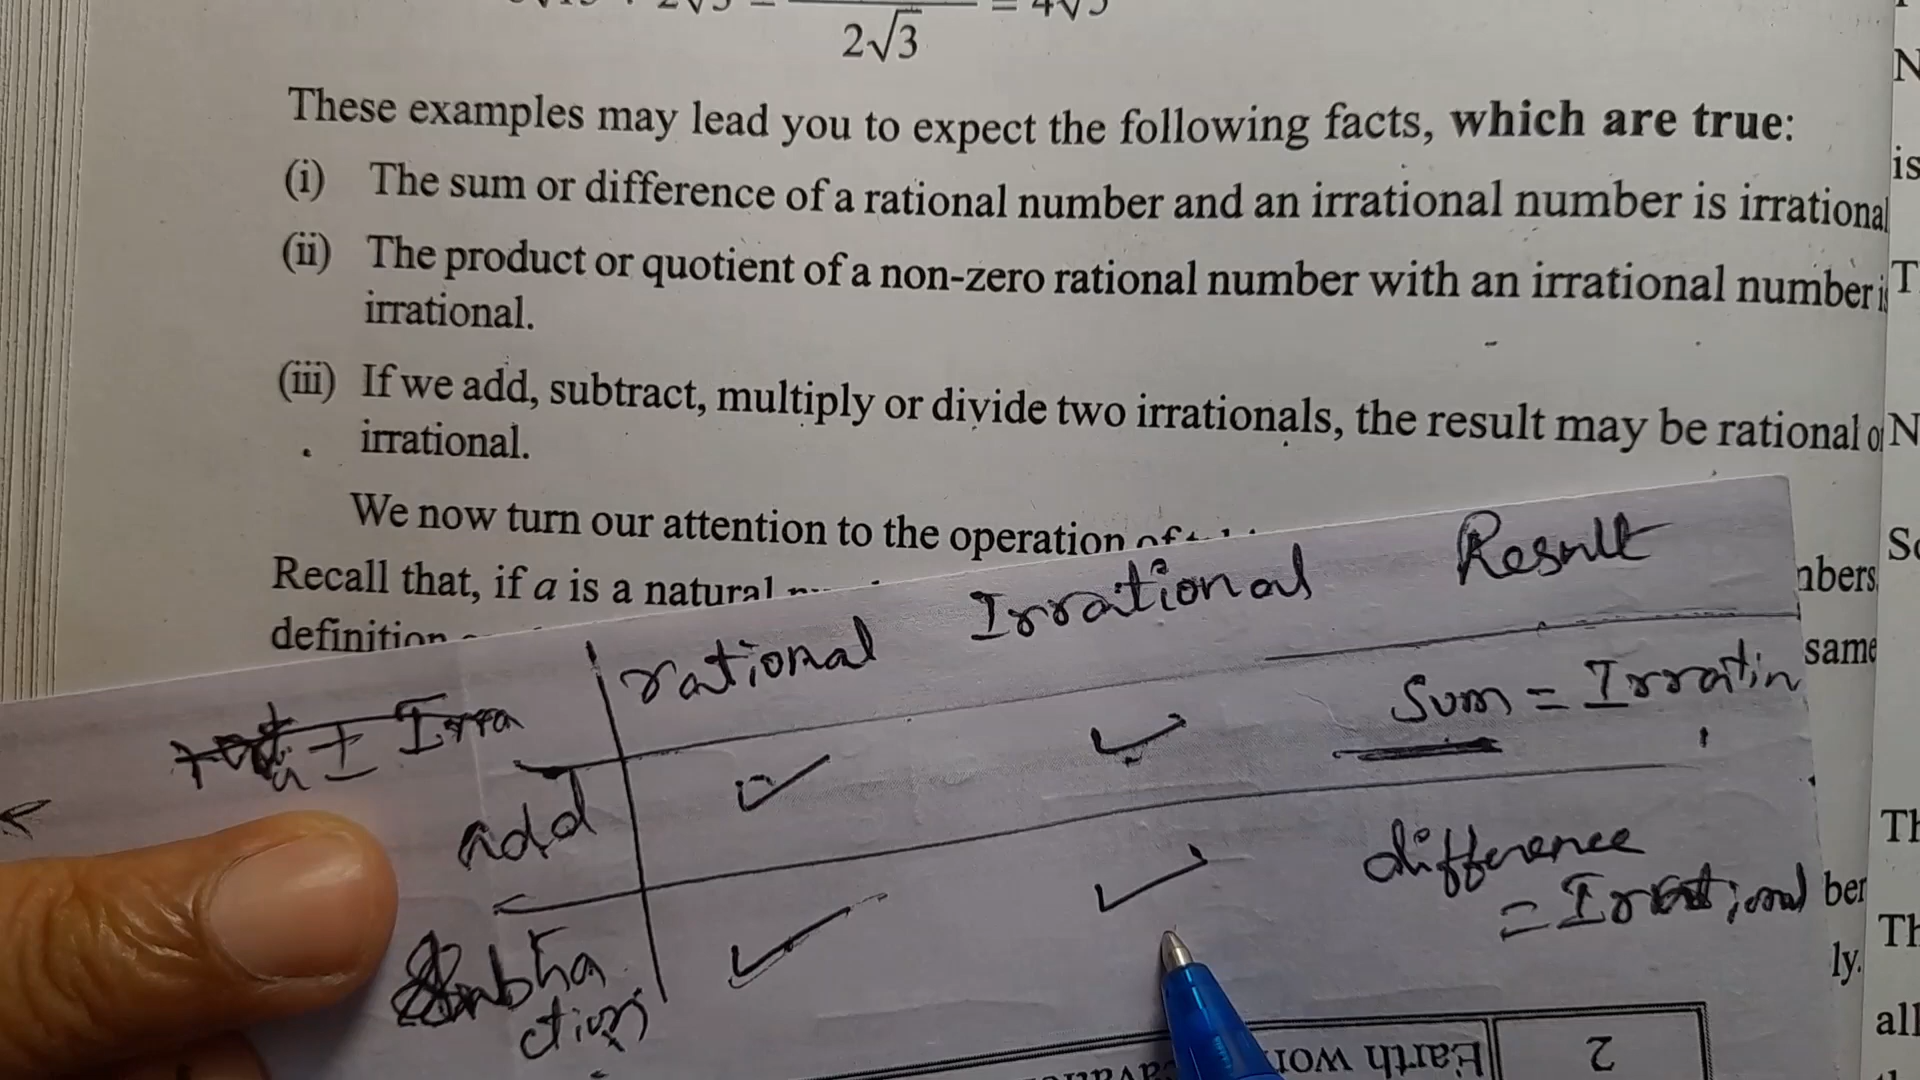 2√3
These examples may lead you to expect the following facts, which are true:
(i) The sum or difference of a rational number and an irrational number is irrational
(ii) The product or quotient of a non-zero rational number with an irrational number is
irrational.
(iii) If we add, subtract, multiply or divide two irrationals, the result may be rational or
irrational.
We now turn our attention to the operation of
Recall that, if a is a natural
definition
rational Irrational Result
± Irra
add ✓ ✓ Sum = Irratin
Subtra
ction ✓ ✓ difference
= Irrational
same
ber
ly.
all
Earth wor
2